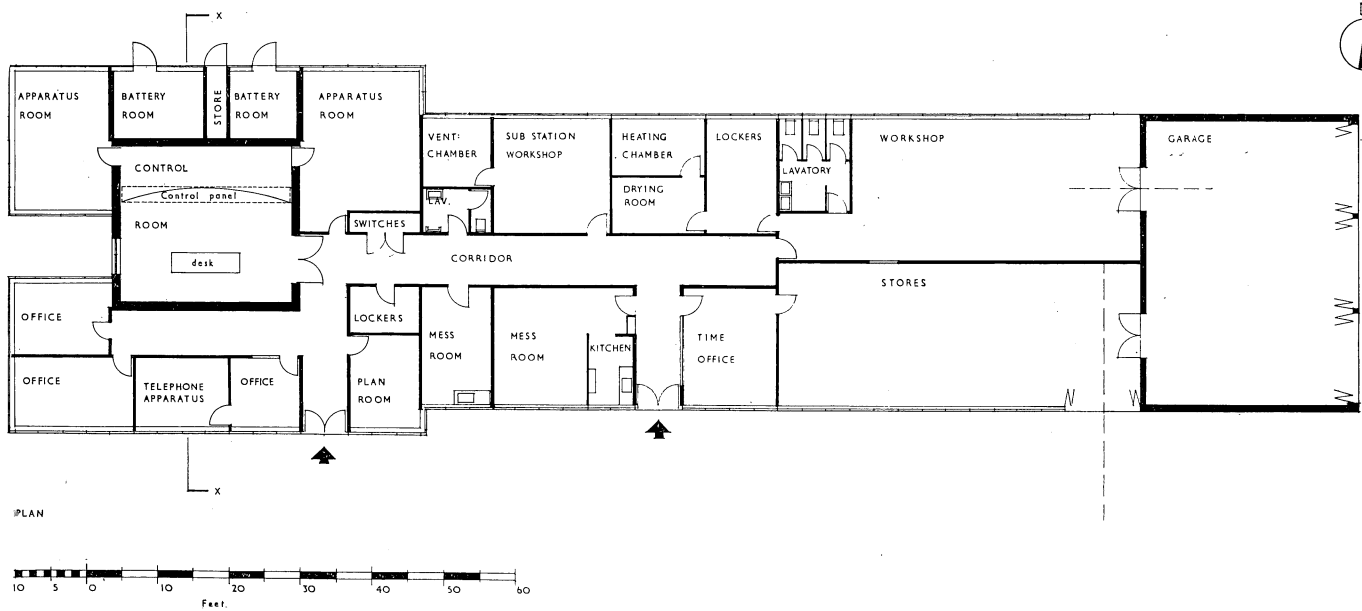 X
APPARATUS
ROOM
BATTERY
ROOM
STORE
BATTERY
ROOM
APPARATUS
ROOM
VENT:
CHAMBER
SUB STATION
WORKSHOP
HEATING
CHAMBER
LOCKERS
WORKSHOP
GARAGE
CONTROL
Control panel
ROOM
desk
LAV.
DRYING
ROOM
LAVATORY
SWITCHES
CORRIDOR
STORES
OFFICE
LOCKERS
MESS
ROOM
MESS
ROOM
KITCHEN
TIME
OFFICE
OFFICE
TELEPHONE
APPARATUS
OFFICE
PLAN
ROOM
X
PLAN
10 5 0 10 20 30 40 50 60
Feet.